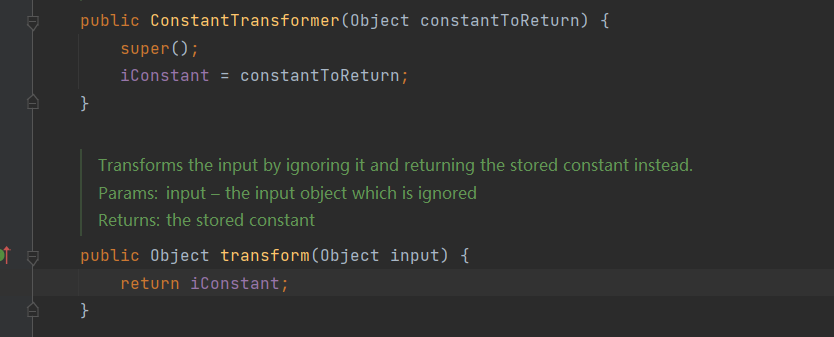 public ConstantTransformer(Object constantToReturn) {
super();
iConstant = constantToReturn;
}
Transforms the input by ignoring it and returning the stored constant instead.
Params: input – the input object which is ignored
Returns: the stored constant
public Object transform(Object input) {
return iConstant;
}